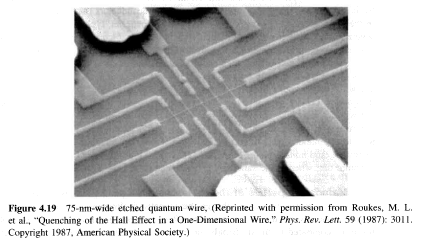 Figure 4.19 75-nm-wide etched quantum wire, (Reprinted with permission from Roukes, M. L.
et al., "Quenching of the Hall Effect in a One-Dimensional Wire," Phys. Rev. Lett. 59 (1987): 3011.
Copyright 1987, American Physical Society.)